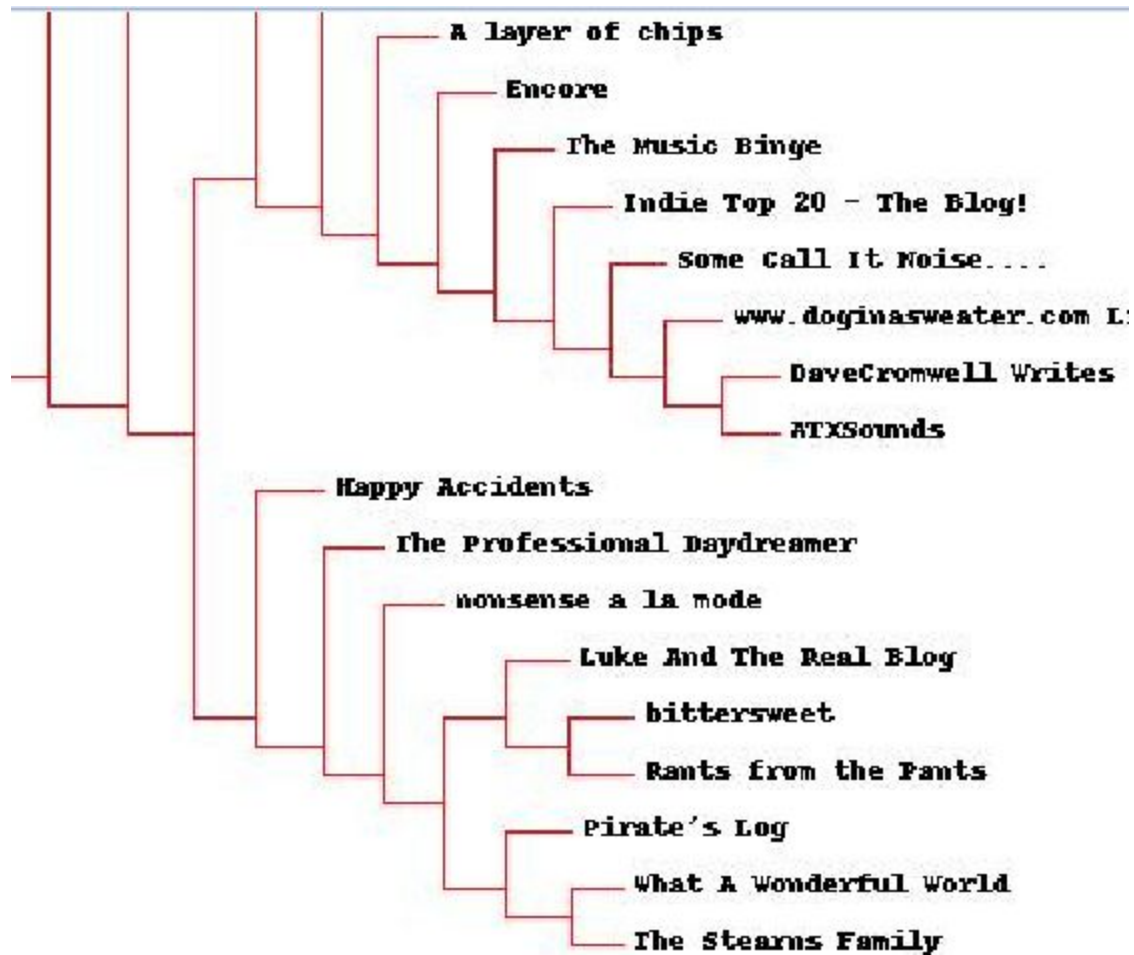 A layer of chips
Encore
The Music Binge
Indie Top 20 - The Blog!
Some Call It Noise....
www.doginasweater.com Li
DaveCromwell Writes
ATXSounds
Happy Accidents
The Professional Daydreamer
nonsense a la mode
Luke And The Real Blog
bittersweet
Rants from the Pants
Pirate's Log
What A Wonderful World
The Stearns Family